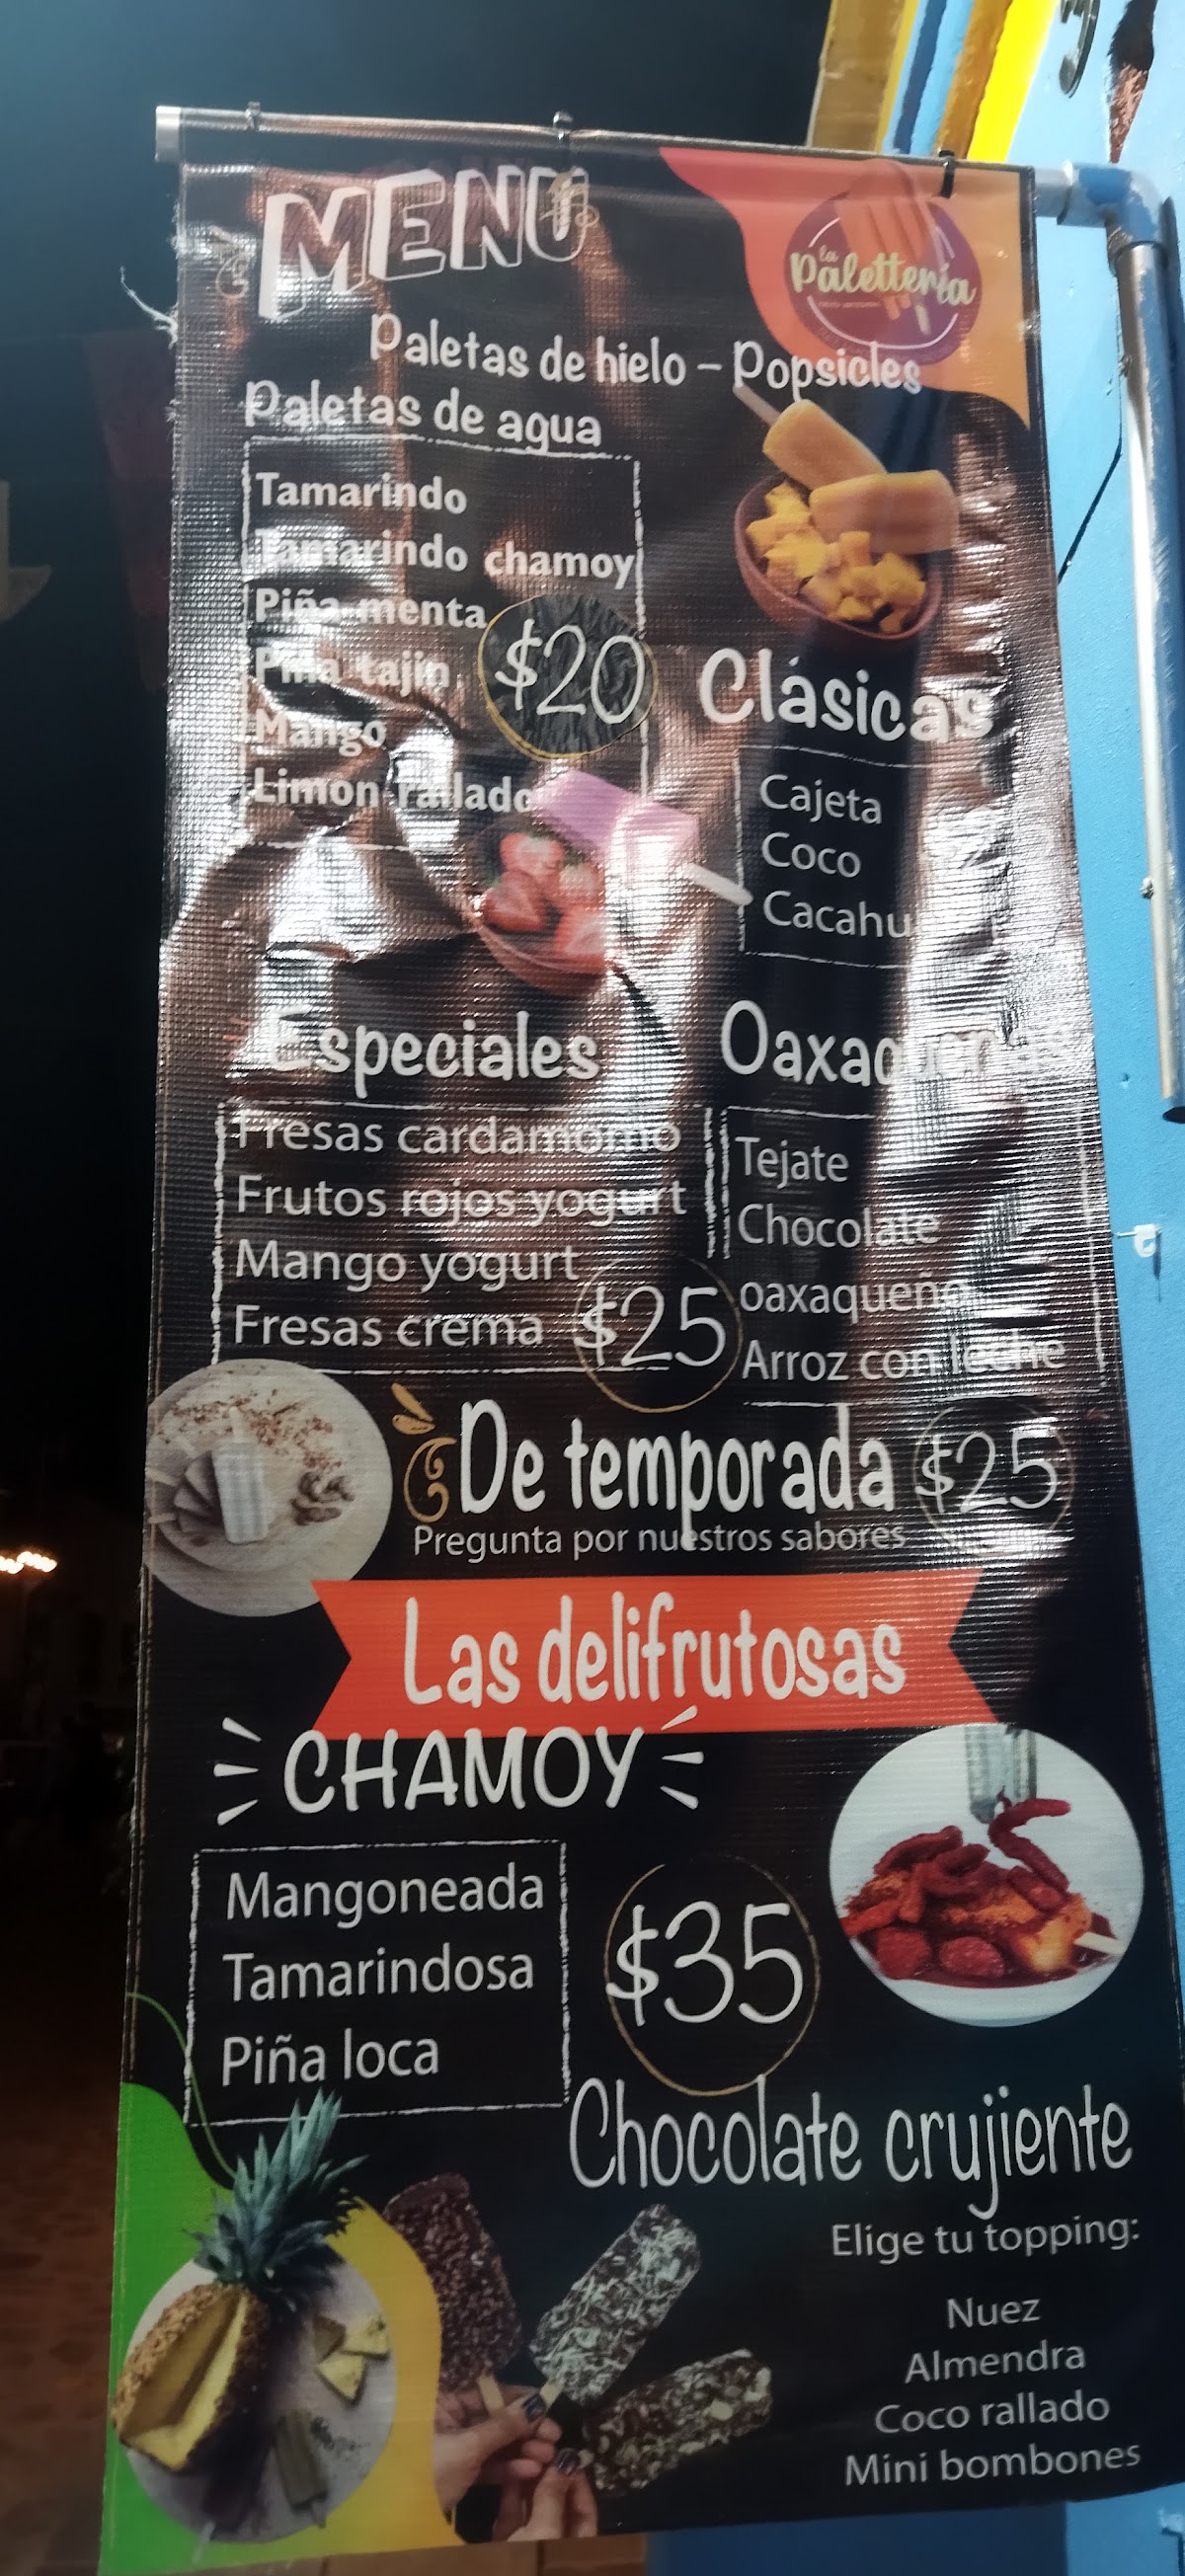 MENU
la
Paletteria
Paletas de hielo – Popsicles
Paletas de agua
Tamarindo
Tamarindo chamoy
Piña menta
Piña tajin
Mango
Limon rallado
$20
Clásicas
Cajeta
Coco
Cacahu
Especiales
Fresas cardamomo
Frutos rojos yogurt
Mango yogurt
Fresas crema
$25
Oaxaqueñas
Tejate
Chocolate
oaxaqueño
Arroz con leche
De temporada $25
Pregunta por nuestros sabores
Las delifrutosas
CHAMOY
Mangoneada
Tamarindosa
Piña loca
$35
Chocolate crujiente
Elige tu topping:
Nuez
Almendra
Coco rallado
Mini bombones